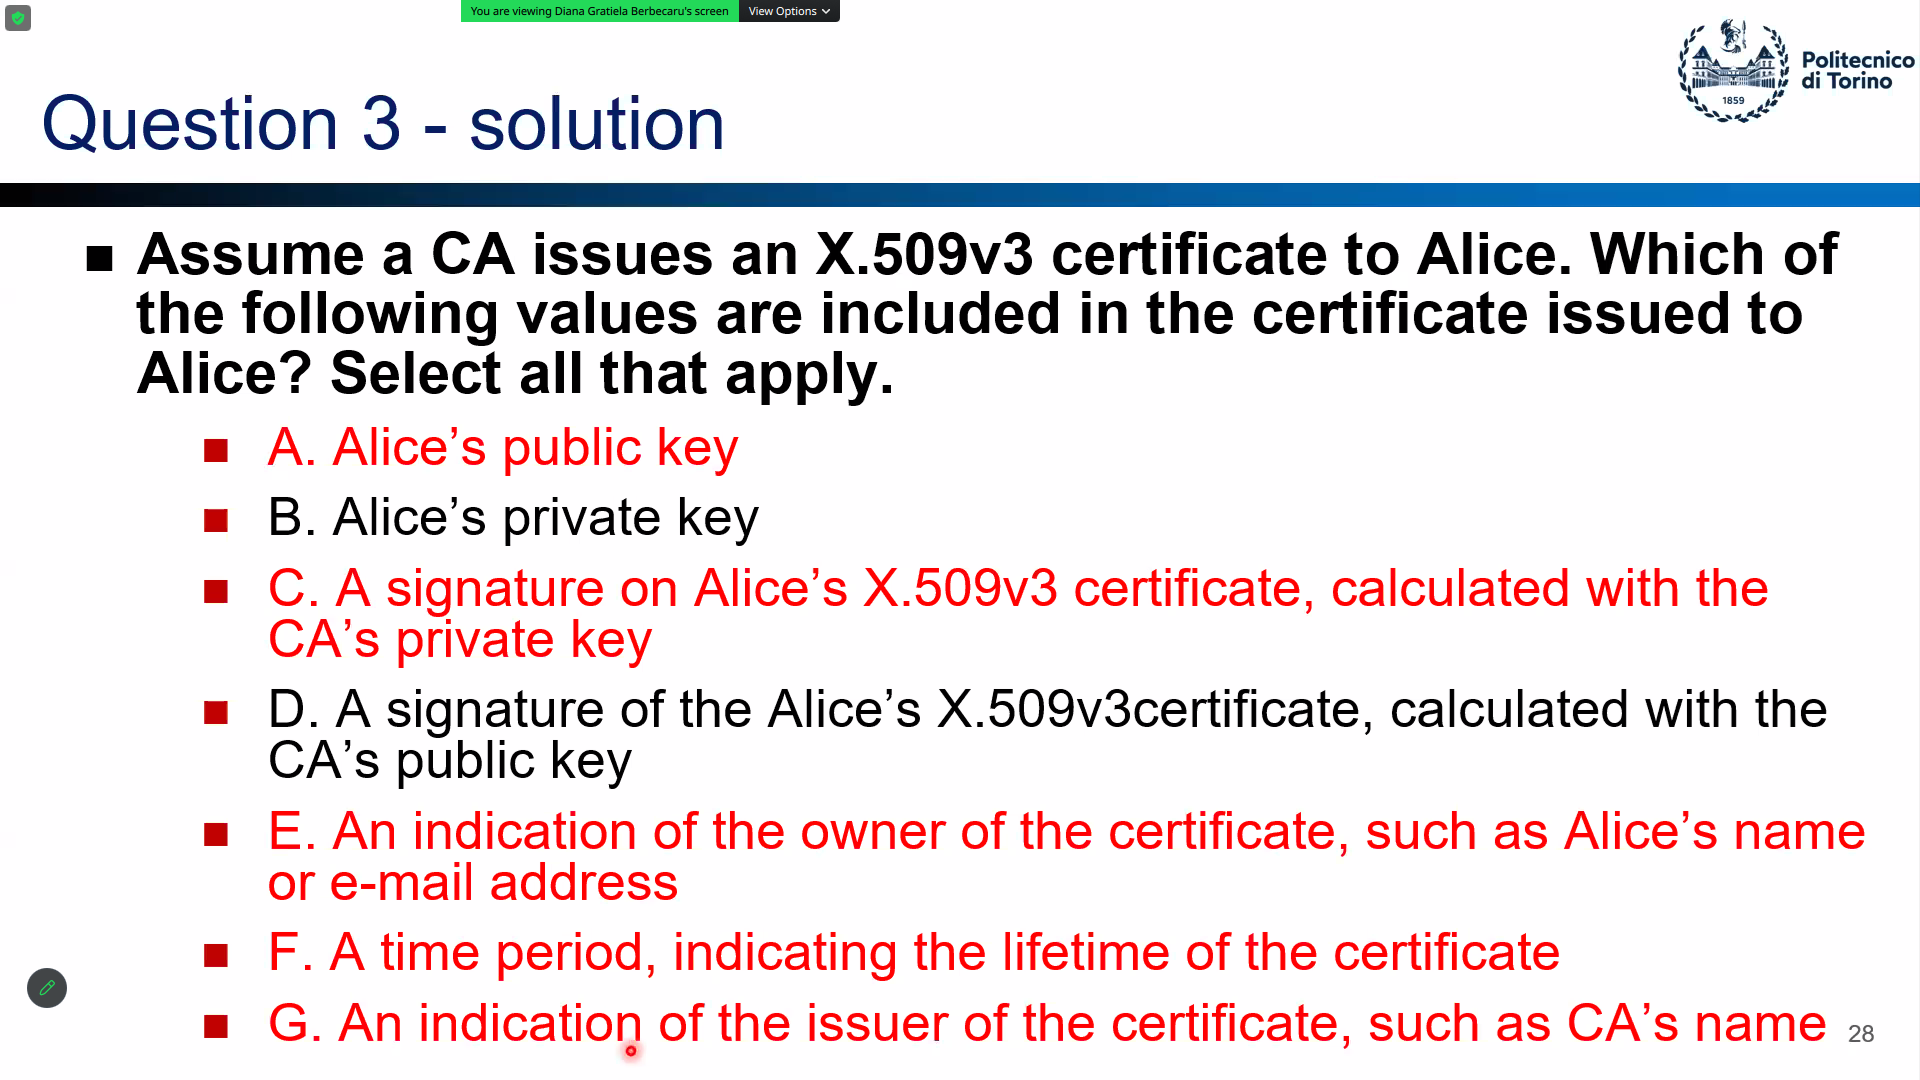 You are viewing Diana Gratiela Berbecaru's screen
View Options
Politecnico
di Torino
1859
Question 3 - solution
Assume a CA issues an X.509v3 certificate to Alice. Which of
the following values are included in the certificate issued to
Alice? Select all that apply.
A. Alice’s public key
B. Alice’s private key
C. A signature on Alice’s X.509v3 certificate, calculated with the
CA’s private key
D. A signature of the Alice’s X.509v3certificate, calculated with the
CA’s public key
E. An indication of the owner of the certificate, such as Alice’s name
or e-mail address
F. A time period, indicating the lifetime of the certificate
G. An indication of the issuer of the certificate, such as CA’s name
28